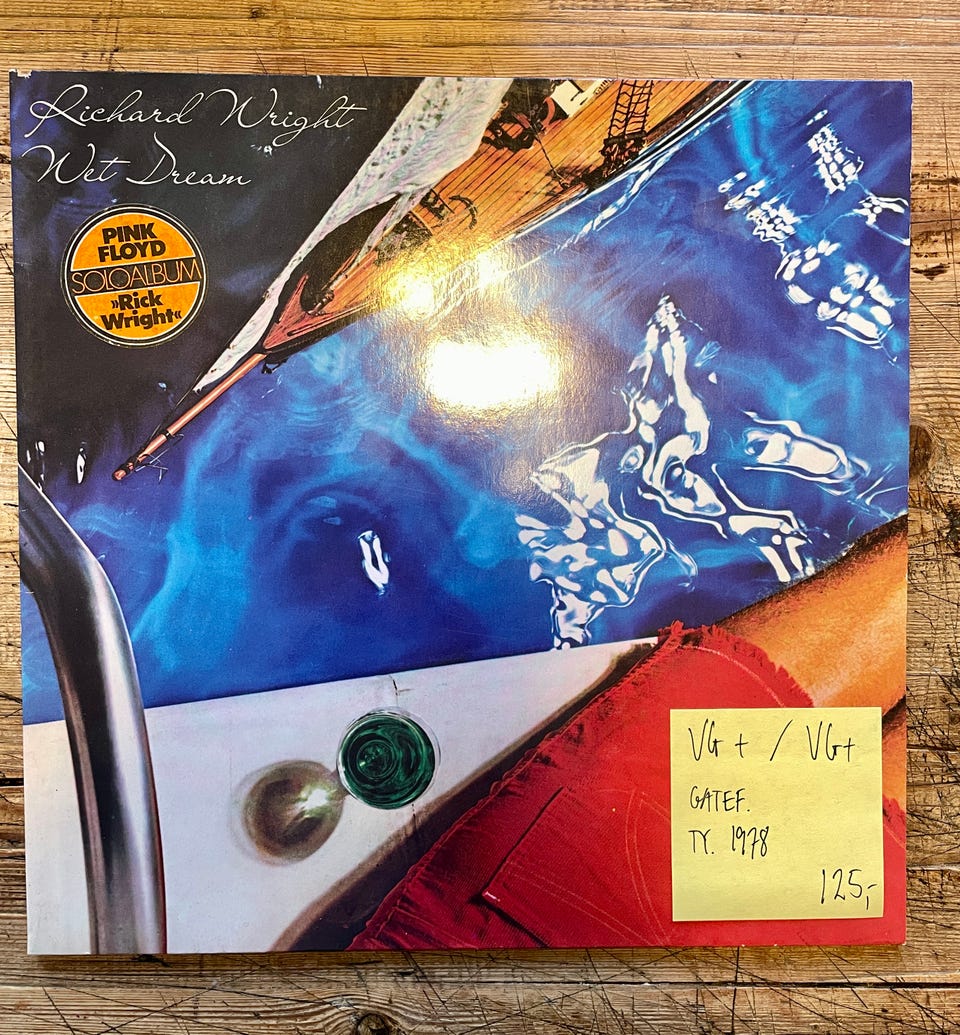 Richard Wright
Wet Dream
PINK
FLOYD
SOLOALBUM
»Rick
Wright«
VG+ / VG+
GATEF.
TY. 1978
125,-